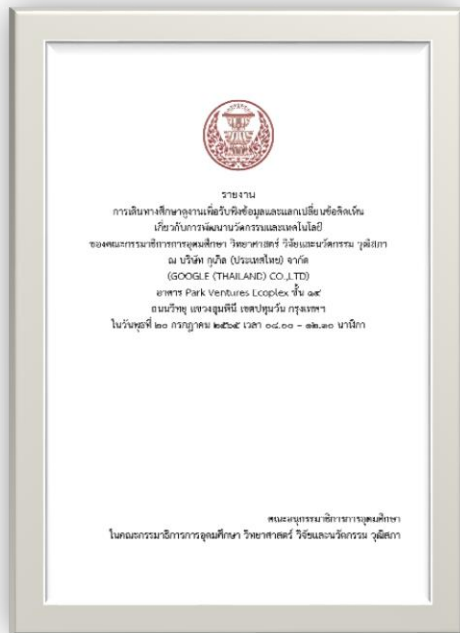 รายงาน
การเดินทางศึกษาดูงานเพื่อรับฟังข้อมูลและแลกเปลี่ยนข้อคิดเห็น
เกี่ยวกับการพัฒนานวัตกรรมและเทคโนโลยี
ของคณะกรรมาธิการการอุดมศึกษา วิทยาศาสตร์ วิจัยและนวัตกรรม วุฒิสภา
ณ บริษัท กูเกิล (ประเทศไทย) จำกัด
(GOOGLE (THAILAND) CO.,LTD)
อาคาร Park Ventures Ecoplex ชั้น ๑๔
ถนนวิทยุ แขวงลุมพินี เขตปทุมวัน กรุงเทพฯ
ในวันพุธที่ ๒๐ กรกฎาคม ๒๕๖๕ เวลา ๐๘.๐๐ - ๑๒.๓๐ นาฬิกา
คณะอนุกรรมาธิการการอุดมศึกษา
ในคณะกรรมาธิการการอุดมศึกษา วิทยาศาสตร์ วิจัยและนวัตกรรม วุฒิสภา